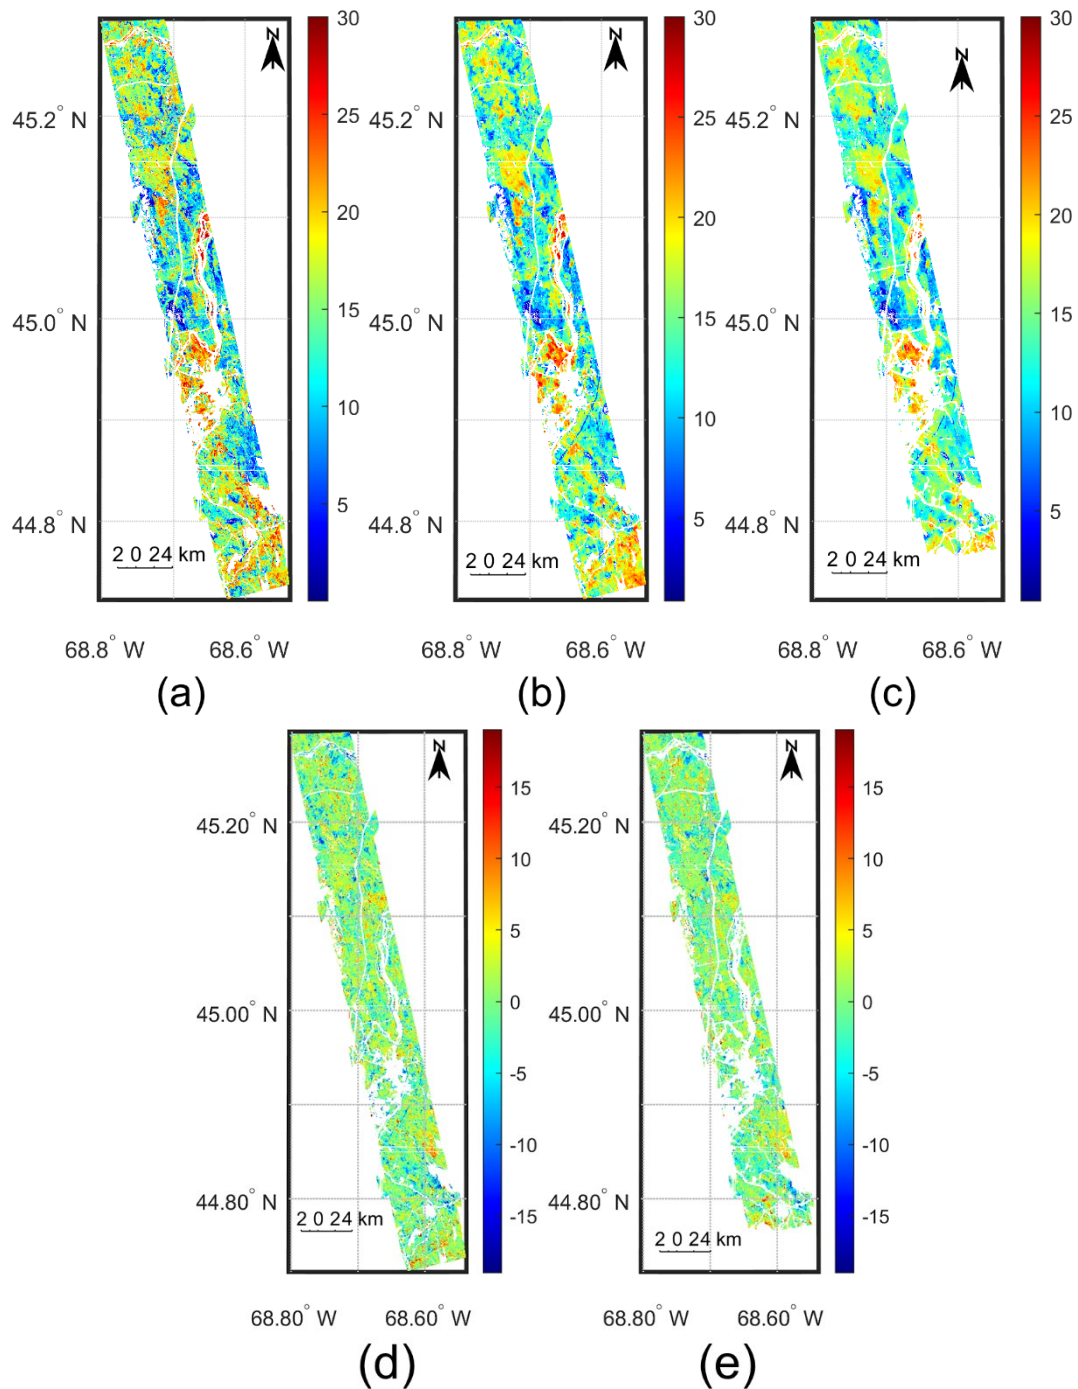 30 N 30 N 30
25 25 N 25
45.2° N 45.2° N 45.2° N
20 20 20
15 15 15
45.0° N 45.0° N 45.0° N
10 10 10
5 5 5
44.8° N 44.8° N 44.8° N
2 0 24 km 2 0 24 km 2 0 24 km
68.8° W 68.6° W 68.8° W 68.6° W 68.8° W 68.6° W
(a) (b) (c)
N N
15 15
45.20° N 45.20° N
10 10
5 5
0 0
45.00° N 45.00° N
-5 -5
-10 -10
44.80° N 44.80° N
-15 -15
2 0 24 km 2 0 24 km
68.80° W 68.60° W 68.80° W 68.60° W
(d) (e)